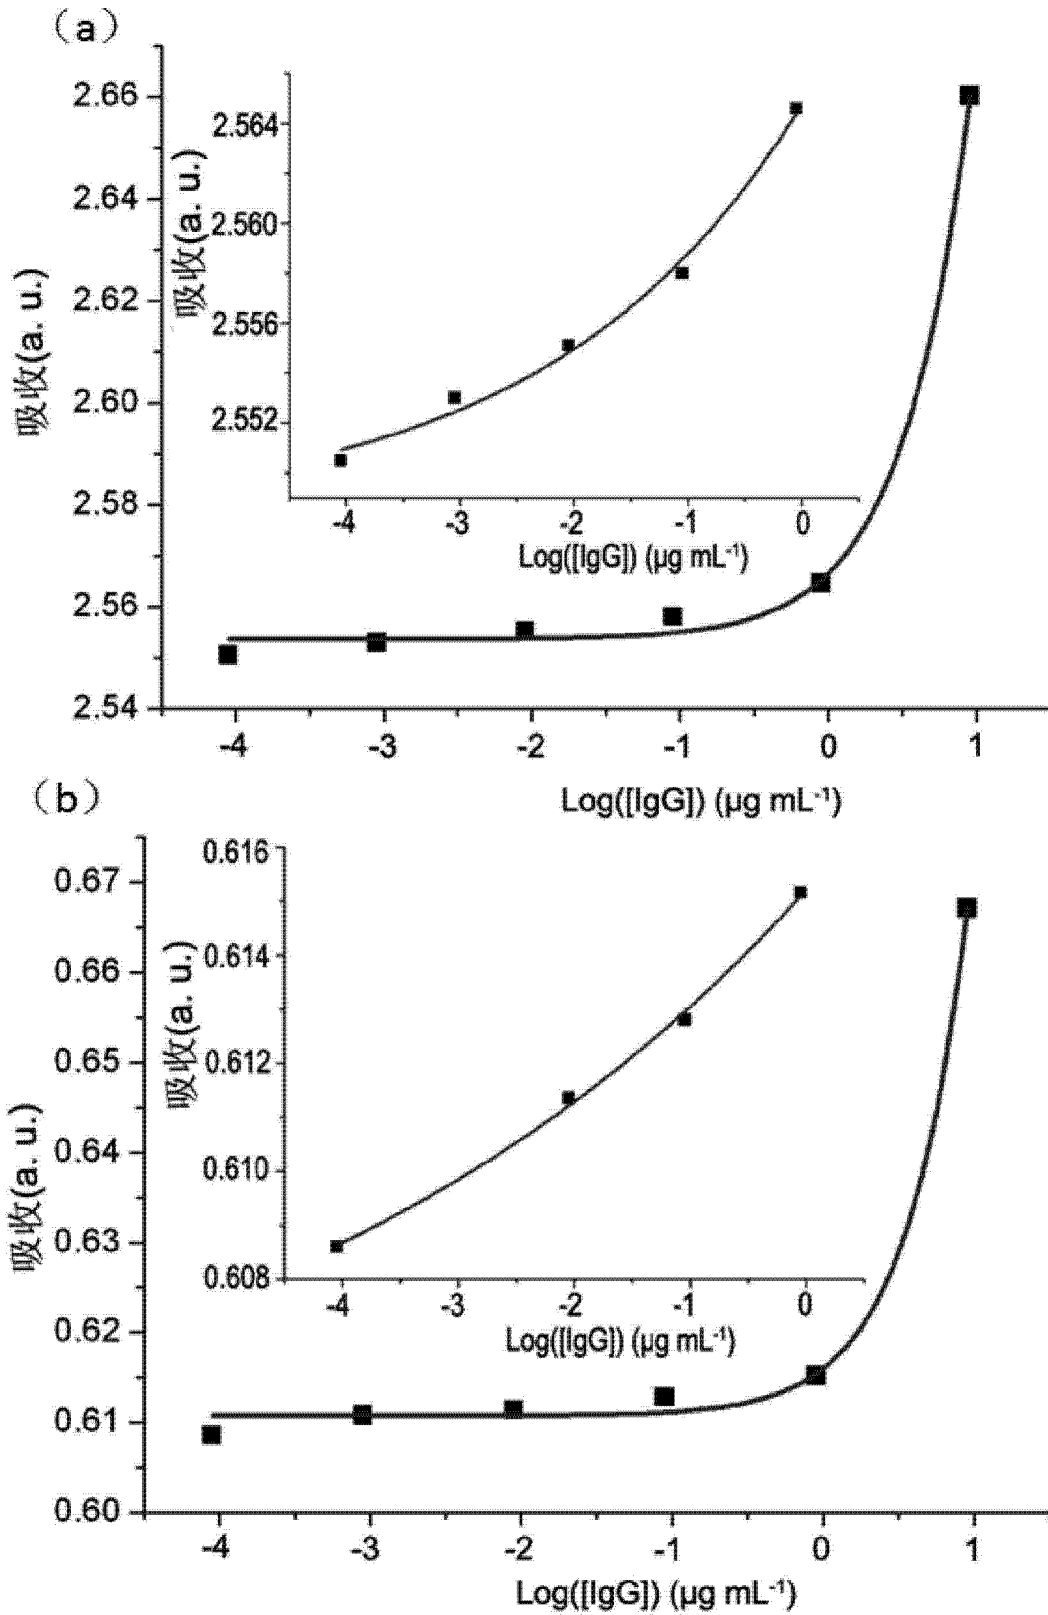 （a）
2.66
2.64
2.62
2.60
2.58
2.56
2.54
吸收(a. u.)
-4 -3 -2 -1 0 1
Log([IgG]) (µg mL-1)
2.564
2.560
2.556
2.552
吸收(a. u.)
-4 -3 -2 -1 0
Log([IgG]) (µg mL-1)
（b）
0.67
0.66
0.65
0.64
0.63
0.62
0.61
0.60
吸收(a. u.)
-4 -3 -2 -1 0 1
Log([IgG]) (µg mL-1)
0.616
0.614
0.612
0.610
0.608
吸收(a. u.)
-4 -3 -2 -1 0
Log([IgG]) (µg mL-1)